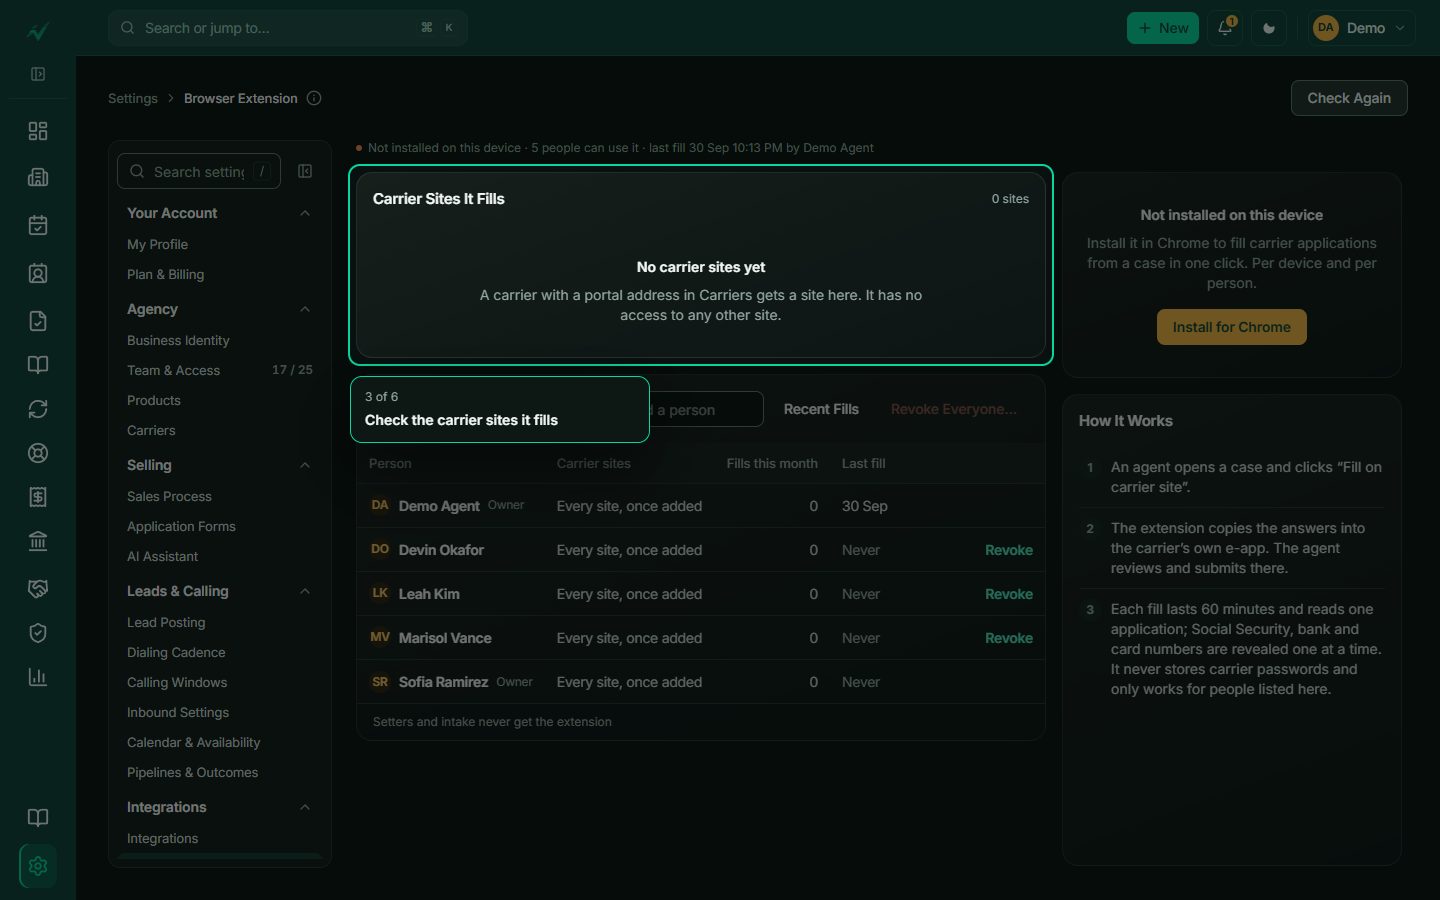 Search or jump to...
⌘ K
New
1
DA
Demo
Settings
Browser Extension
Check Again
Search setting
/
Your Account
My Profile
Plan & Billing
Agency
Business Identity
Team & Access
17 / 25
Products
Carriers
Selling
Sales Process
Application Forms
AI Assistant
Leads & Calling
Lead Posting
Dialing Cadence
Calling Windows
Inbound Settings
Calendar & Availability
Pipelines & Outcomes
Integrations
Integrations
Not installed on this device · 5 people can use it · last fill 30 Sep 10:13 PM by Demo Agent
Carrier Sites It Fills
0 sites
No carrier sites yet
A carrier with a portal address in Carriers gets a site here. It has no
access to any other site.
3 of 6
Check the carrier sites it fills
a person
Recent Fills
Revoke Everyone...
Person Carrier sites Fills this month Last fill
DA Demo Agent Owner Every site, once added 0 30 Sep
DO Devin Okafor Every site, once added 0 Never Revoke
LK Leah Kim Every site, once added 0 Never Revoke
MV Marisol Vance Every site, once added 0 Never Revoke
SR Sofia Ramirez Owner Every site, once added 0 Never
Setters and intake never get the extension
Not installed on this device
Install it in Chrome to fill carrier applications
from a case in one click. Per device and per
person.
Install for Chrome
How It Works
1 An agent opens a case and clicks “Fill on
carrier site”.
2 The extension copies the answers into
the carrier’s own e-app. The agent
reviews and submits there.
3 Each fill lasts 60 minutes and reads one
application; Social Security, bank and
card numbers are revealed one at a time.
It never stores carrier passwords and
only works for people listed here.